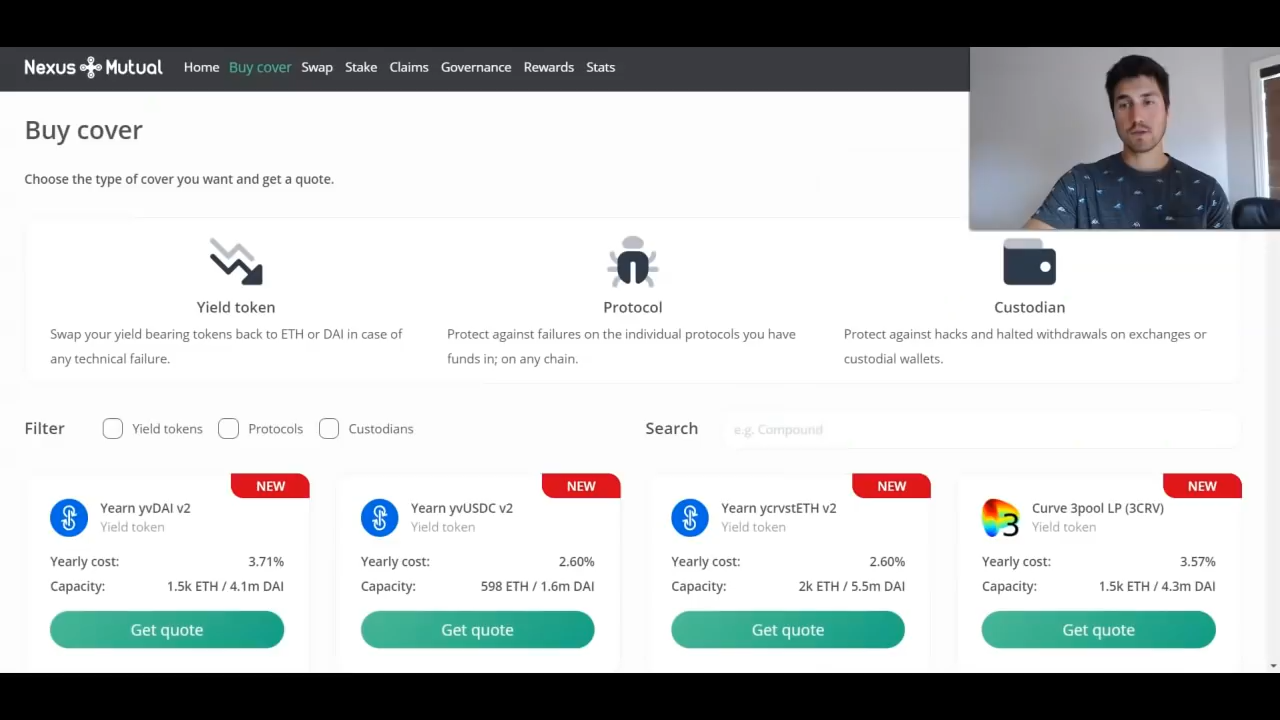 Nexus Mutual Home Buy cover Swap Stake Claims Governance Rewards Stats
Buy cover
Choose the type of cover you want and get a quote.
Yield token
Swap your yield bearing tokens back to ETH or DAI in case of
any technical failure.
Protocol
Protect against failures on the individual protocols you have
funds in; on any chain.
Custodian
Protect against hacks and halted withdrawals on exchanges or
custodial wallets.
Filter Yield tokens Protocols Custodians Search e.g. Compound
NEW
Yearn yvDAI v2
Yield token
Yearly cost: 3.71%
Capacity: 1.5k ETH / 4.1m DAI
Get quote
NEW
Yearn yvUSDC v2
Yield token
Yearly cost: 2.60%
Capacity: 598 ETH / 1.6m DAI
Get quote
NEW
Yearn ycrvstETH v2
Yield token
Yearly cost: 2.60%
Capacity: 2k ETH / 5.5m DAI
Get quote
NEW
3
Curve 3pool LP (3CRV)
Yield token
Yearly cost: 3.57%
Capacity: 1.5k ETH / 4.3m DAI
Get quote